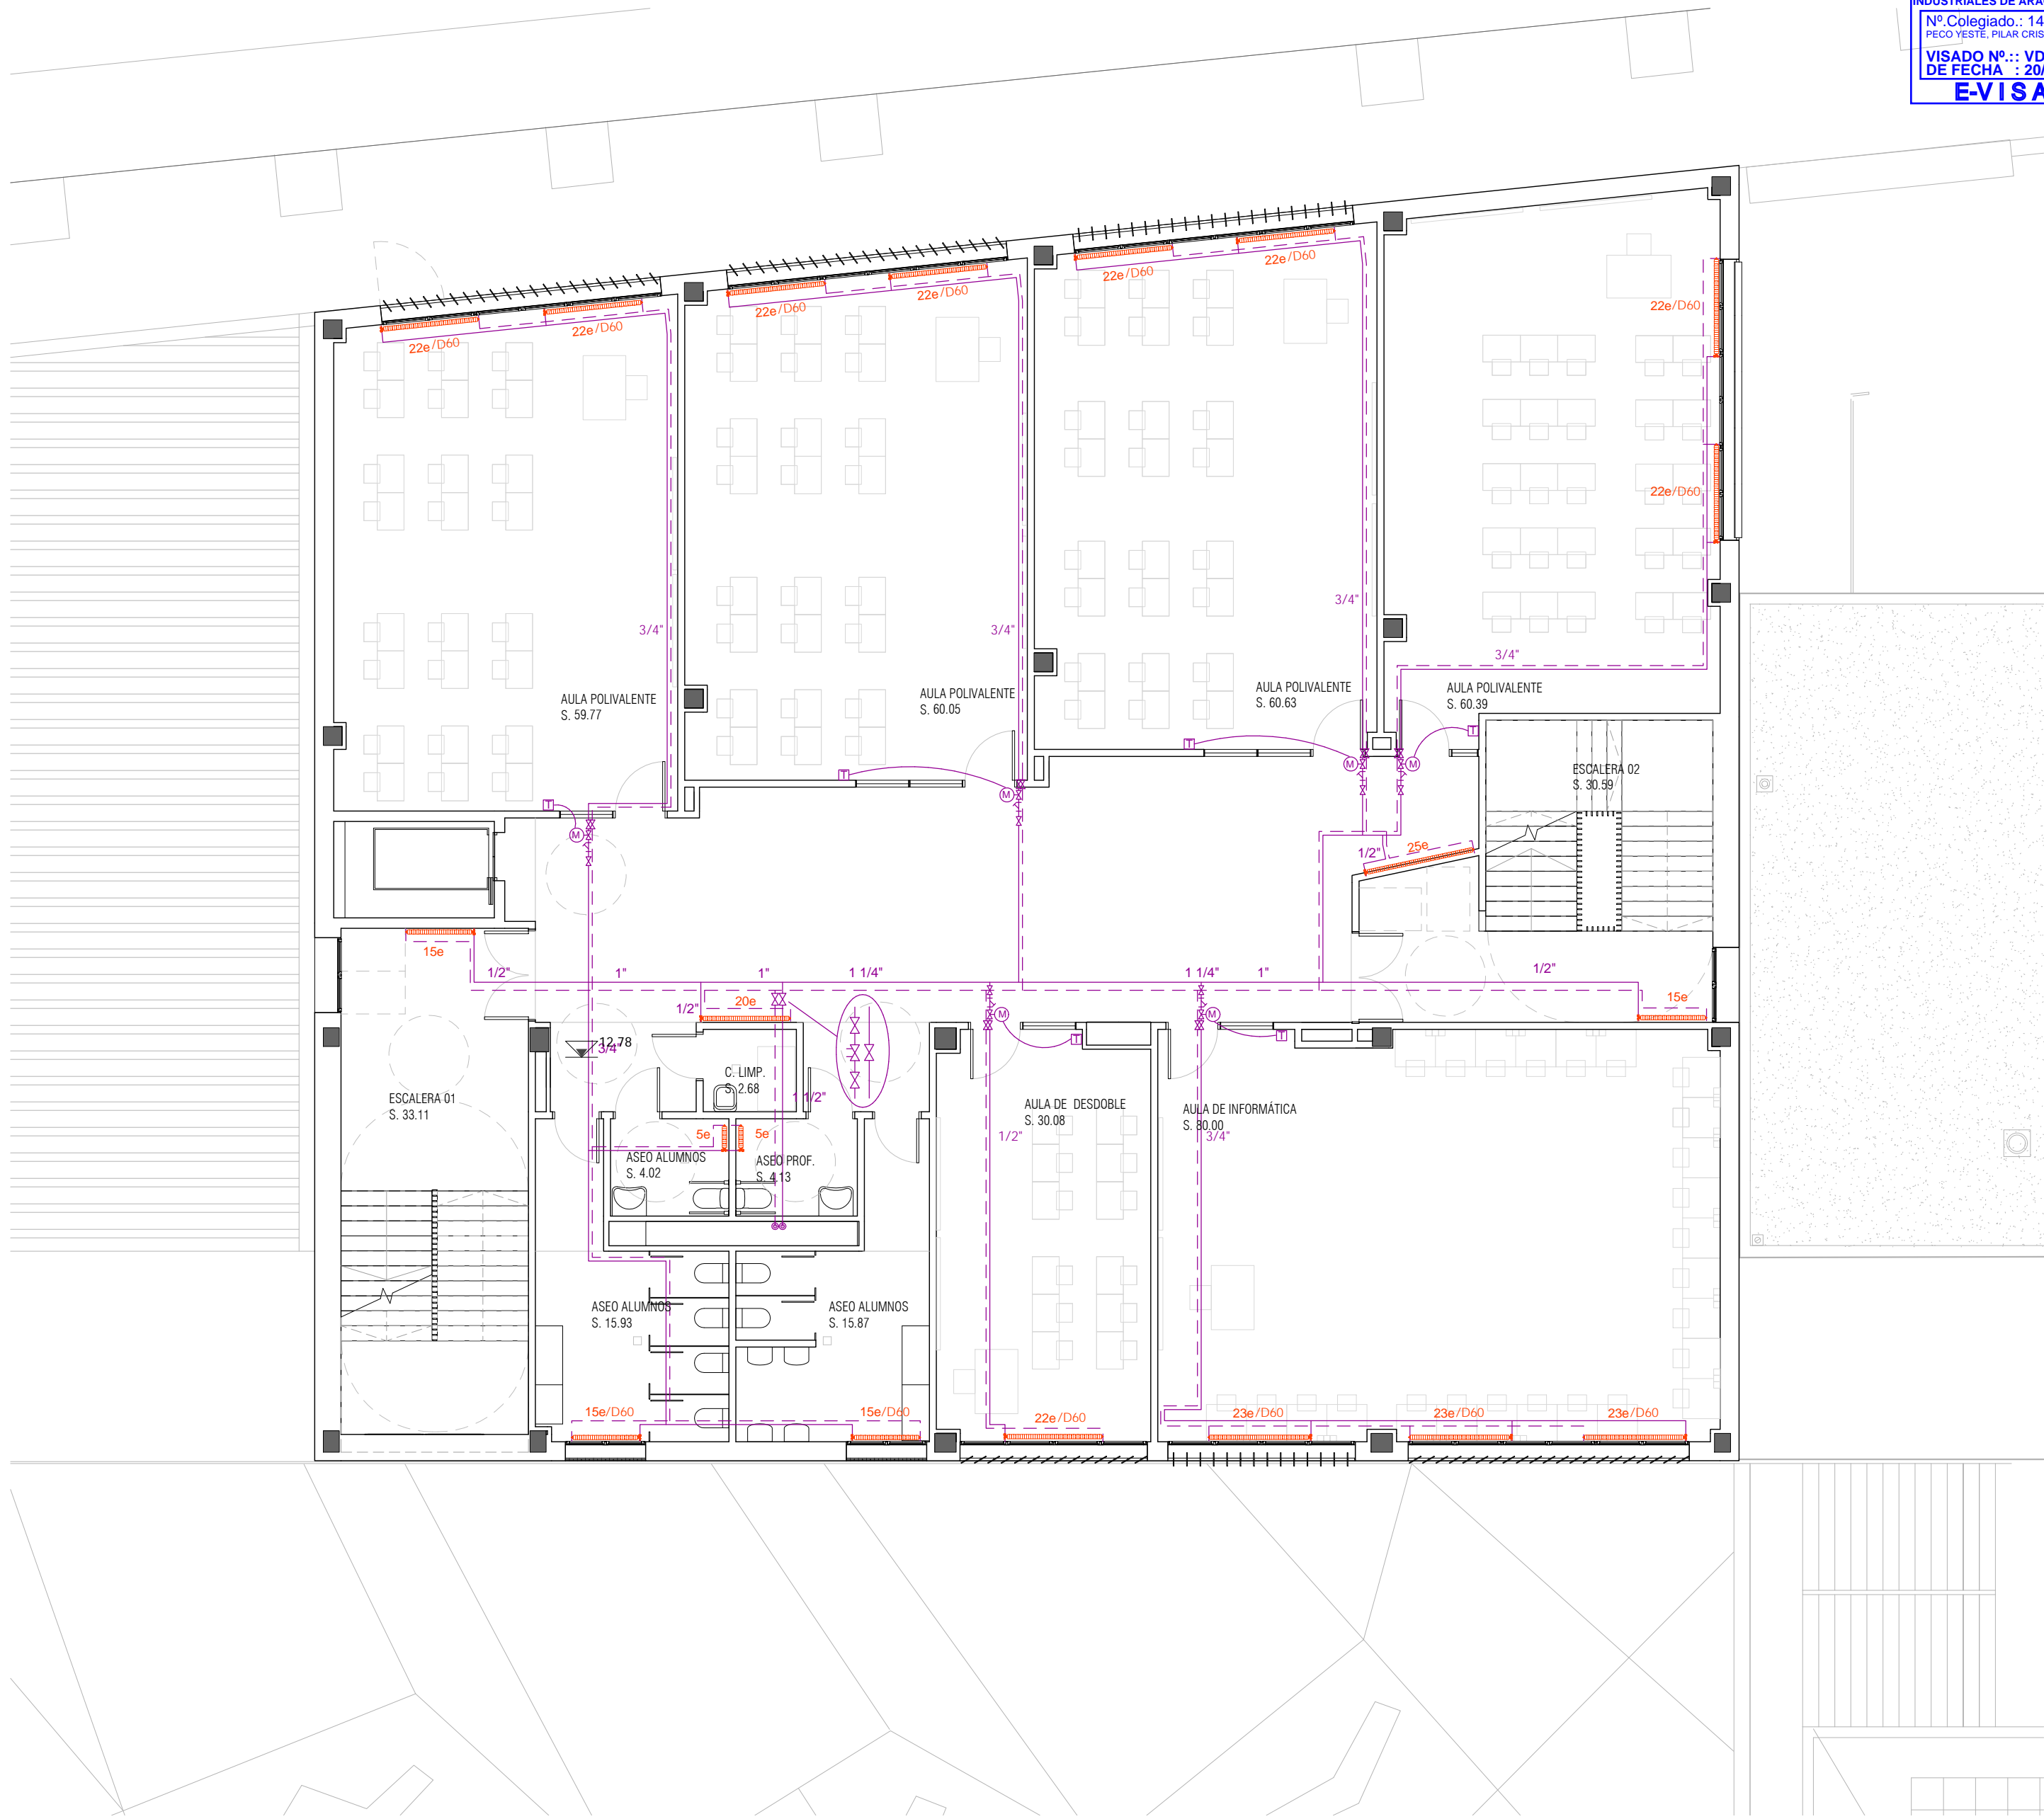 INDUSTRIALES DE ARA
Nº.Colegiado.: 14
PECO YESTE, PILAR CRIS
VISADO Nº.:: VD
DE FECHA : 20/
E-VISA
22e/D60
22e/D60
22e/D60
22e/D60
22e/D60
22e/D60
22e/D60
22e/D60
3/4"
3/4"
3/4"
3/4"
AULA POLIVALENTE
S. 59.77
AULA POLIVALENTE
S. 60.05
AULA POLIVALENTE
S. 60.63
AULA POLIVALENTE
S. 60.39
T
T
T
T
M
M
M
M
ESCALERA 02
S. 30.59
1/2"
25e
15e
1/2"
1"
1"
1 1/4"
1 1/4"
1"
1/2"
1/2"
20e
15e
M
T
M
T
12.78
3/4"
C. LIMP.
S. 2.68
1 1/2"
ESCALERA 01
S. 33.11
AULA DE DESDOBLE
S. 30.08
AULA DE INFORMÁTICA
S. 30.00
1/2"
3/4"
5e
5e
ASEO ALUMNOS
S. 4.02
ASEO PROF.
S. 4.13
ASEO ALUMNOS
S. 15.93
ASEO ALUMNOS
S. 15.87
15e/D60
15e/D60
22e/D60
23e/D60
23e/D60
23e/D60